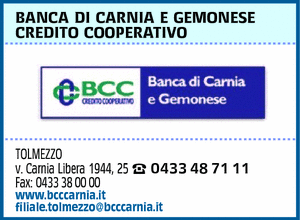 BANCA DI CARNIA E GEMONESE
CREDITO COOPERATIVO
BCC
CREDITO COOPERATIVO
Banca di Carnia
e Gemonese
TOLMEZZO
v. Carnia Libera 1944, 25 ☎ 0433 48 71 11
Fax: 0433 38 00 00
www.bcccarnia.it
filiale.tolmezzo@bcccarnia.it